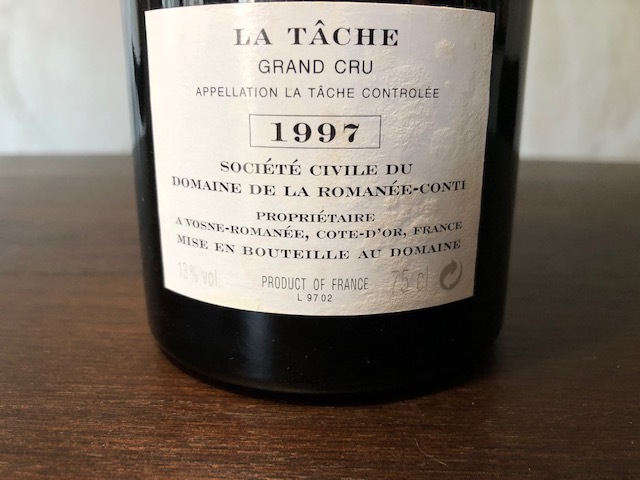 LA TÂCHE
GRAND CRU
APPELLATION LA TÂCHE CONTROLÉE
1997
SOCIÉTÉ CIVILE DU
DOMAINE DE LA ROMANÉE-CONTI
PROPRIÉTAIRE
A VOSNE-ROMANÉE, COTE-D'OR, FRANCE
MISE EN BOUTEILLE AU DOMAINE
13% vol. PRODUCT OF FRANCE 75 cl
L 9702